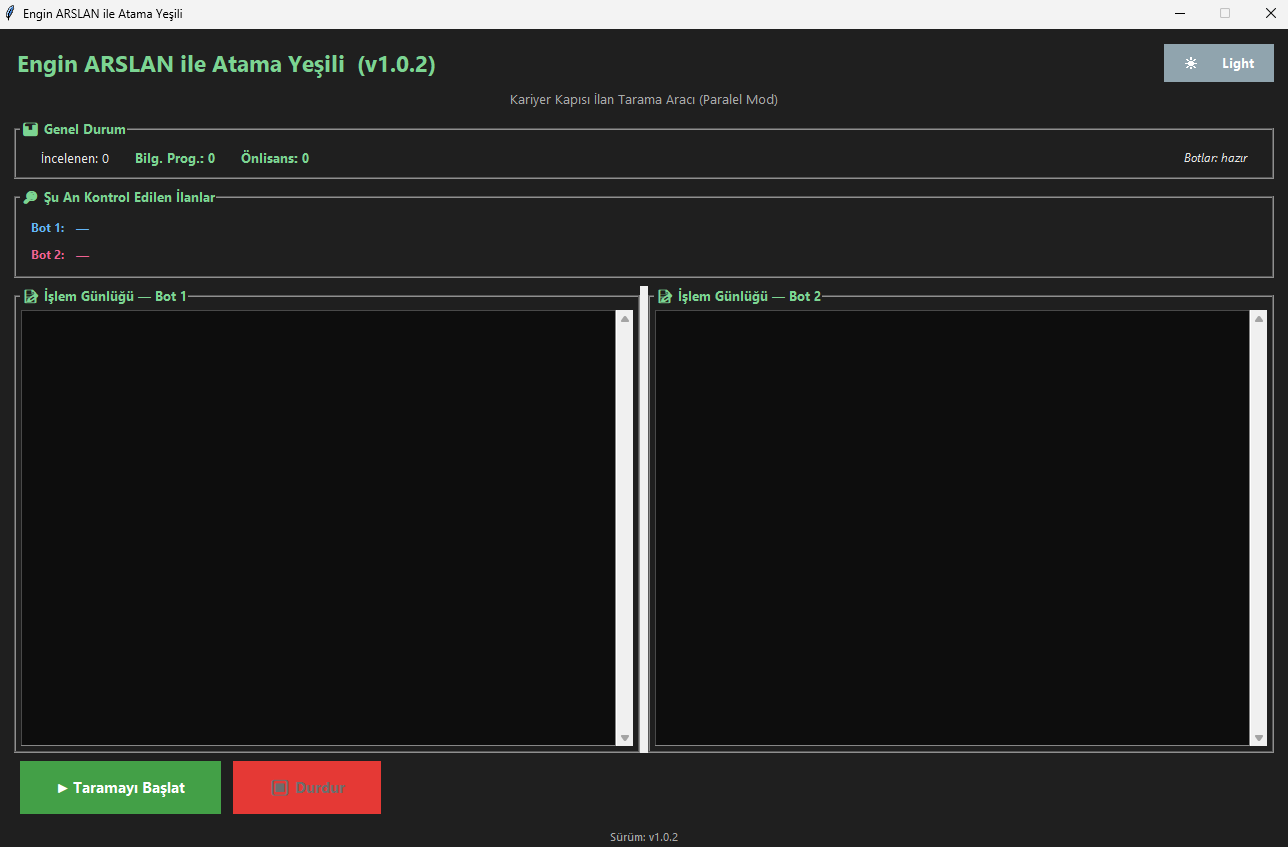 Engin ARSLAN ile Atama Yeşili
Engin ARSLAN ile Atama Yeşili (v1.0.2)
Light
Kariyer Kapısı İlan Tarama Aracı (Paralel Mod)
Genel Durum
İncelenen: 0 Bilg. Prog.: 0 Önlisans: 0 Botlar: hazır
Şu An Kontrol Edilen İlanlar
Bot 1: —
Bot 2: —
İşlem Günlüğü — Bot 1
İşlem Günlüğü — Bot 2
Taramayı Başlat
Durdur
Sürüm: v1.0.2